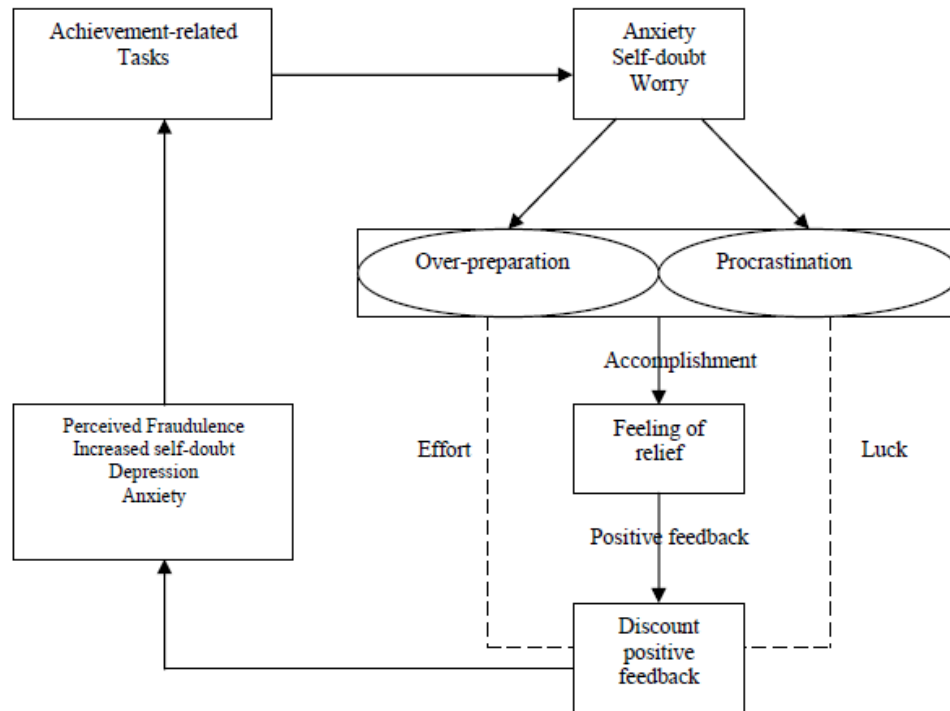 Achievement-related
Tasks
Anxiety
Self-doubt
Worry
Over-preparation
Procrastination
Accomplishment
Perceived Fraudulence
Increased self-doubt
Depression
Anxiety
Effort
Feeling of
relief
Luck
Positive feedback
Discount
positive
feedback